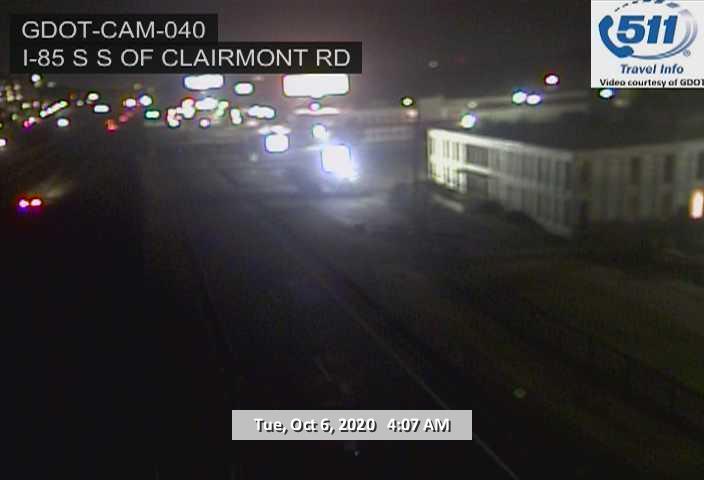 GDOT-CAM-040
I-85 S S OF CLAIRMONT RD
511
Travel Info
Video courtesy of GDOT
Tue, Oct 6, 2020 4:07 AM